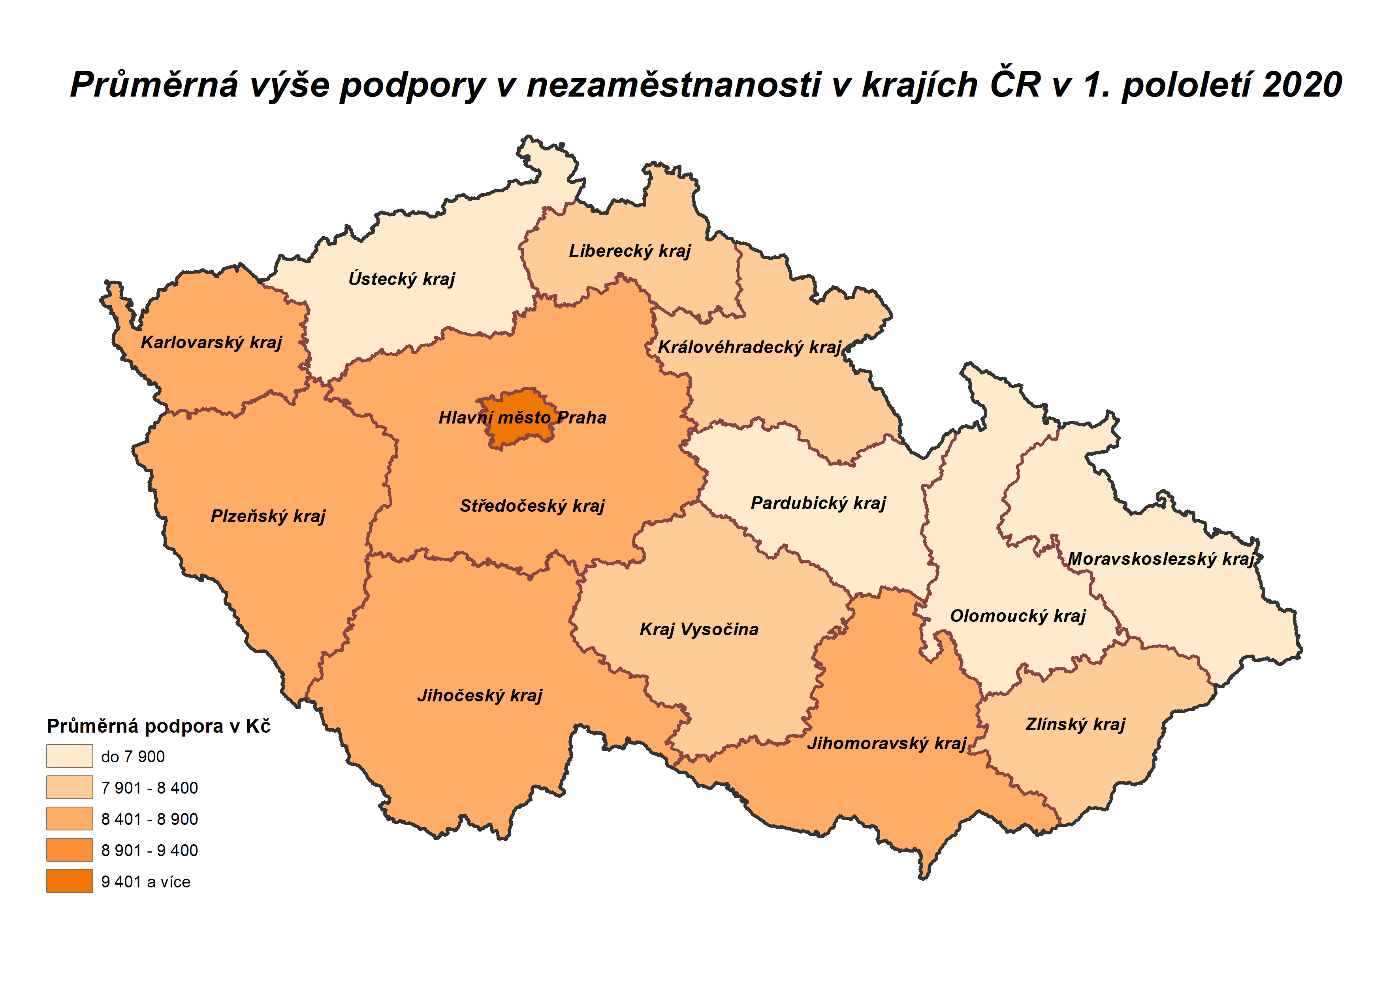 Průměrná výše podpory v nezaměstnanosti v krajích ČR v 1. pololetí 2020
Liberecký kraj
Ústecký kraj
Karlovarský kraj
Královéhradecký kraj
Hlavní město Praha
Pardubický kraj
Středočeský kraj
Plzeňský kraj
Moravskoslezský kraj
Olomoucký kraj
Kraj Vysočina
Jihočeský kraj
Zlínský kraj
Jihomoravský kraj
Průměrná podpora v Kč
do 7 900
7 901 - 8 400
8 401 - 8 900
8 901 - 9 400
9 401 a více